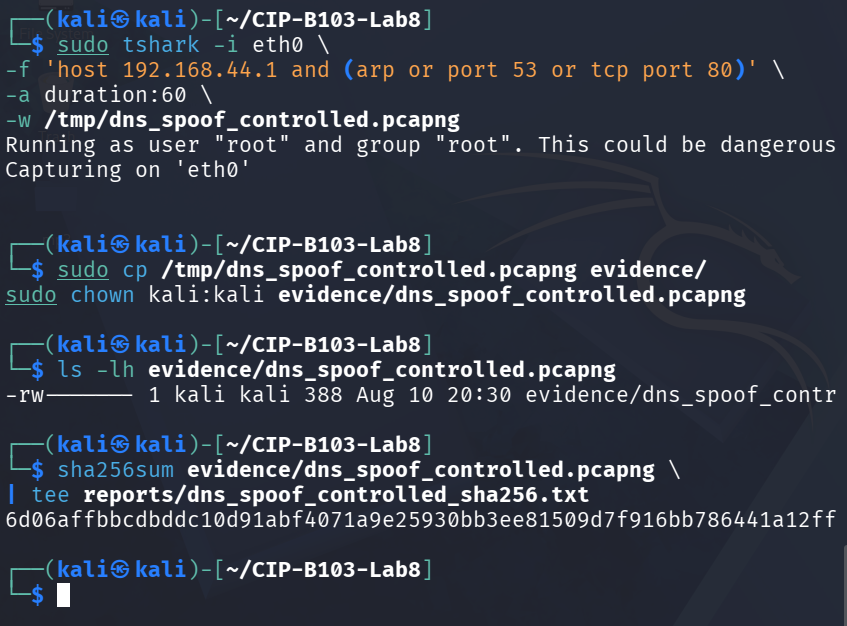 ┌──(kali㉿kali)-[~/CIP-B103-Lab8]
└─$ sudo tshark -i eth0 \
-f 'host 192.168.44.1 and (arp or port 53 or tcp port 80)' \
-a duration:60 \
-w /tmp/dns_spoof_controlled.pcapng
Running as user "root" and group "root". This could be dangerous
Capturing on 'eth0'
┌──(kali㉿kali)-[~/CIP-B103-Lab8]
└─$ sudo cp /tmp/dns_spoof_controlled.pcapng evidence/
sudo chown kali:kali evidence/dns_spoof_controlled.pcapng
┌──(kali㉿kali)-[~/CIP-B103-Lab8]
└─$ ls -lh evidence/dns_spoof_controlled.pcapng
-rw------- 1 kali kali 388 Aug 10 20:30 evidence/dns_spoof_contr
┌──(kali㉿kali)-[~/CIP-B103-Lab8]
└─$ sha256sum evidence/dns_spoof_controlled.pcapng \
| tee reports/dns_spoof_controlled_sha256.txt
6d06affbbcdbddc10d91abf4071a9e25930bb3ee81509d7f916bb786441a12ff
┌──(kali㉿kali)-[~/CIP-B103-Lab8]
└─$